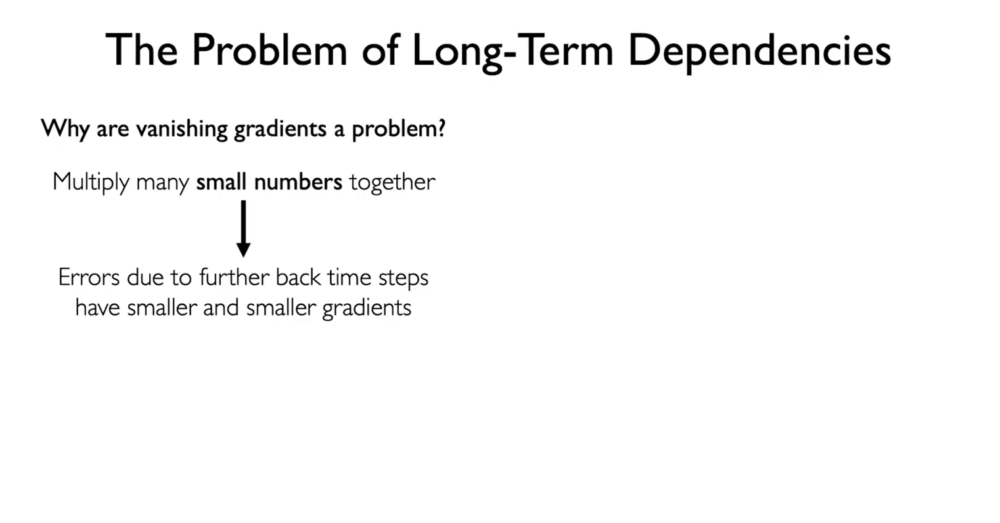 The Problem of Long-Term Dependencies
Why are vanishing gradients a problem?
Multiply many small numbers together
Errors due to further back time steps
have smaller and smaller gradients